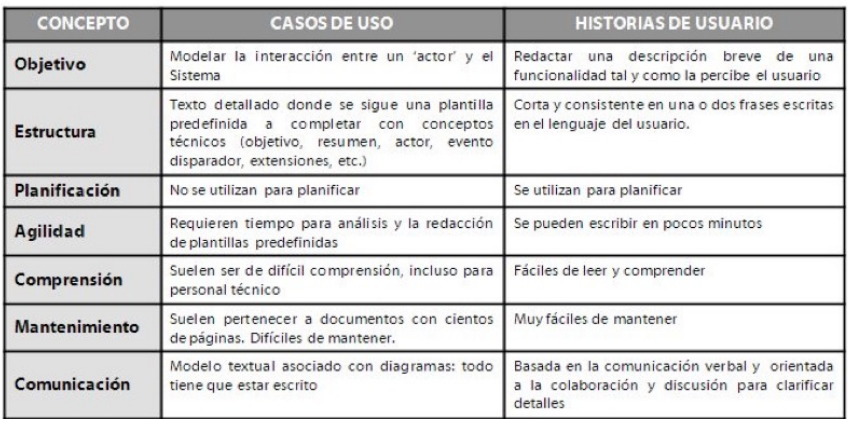 CONCEPTO CASOS DE USO HISTORIAS DE USUARIO
Objetivo
Modelar la interacción entre un 'actor' y el
Sistema
Redactar una descripción breve de una
funcionalidad tal y como la percibe el usuario
Estructura
Texto detallado donde se sigue una plantilla
predefinida a completar con conceptos
técnicos (objetivo, resumen, actor, evento
disparador, extensiones, etc.)
Corta y consistente en una o dos frases escritas
en el lenguaje del usuario.
Planificación
No se utilizan para planificar
Se utilizan para planificar
Agilidad
Requieren tiempo para análisis y la redacción
de plantillas predefinidas
Se pueden escribir en pocos minutos
Comprensión
Suelen ser de difícil comprensión, incluso para
personal técnico
Fáciles de leer y comprender
Mantenimiento
Suelen pertenecer a documentos con cientos
de páginas. Difíciles de mantener.
Muy fáciles de mantener
Comunicación
Modelo textual asociado con diagramas: todo
tiene que estar escrito
Basada en la comunicación verbal y orientada
a la colaboración y discusión para clarificar
detalles